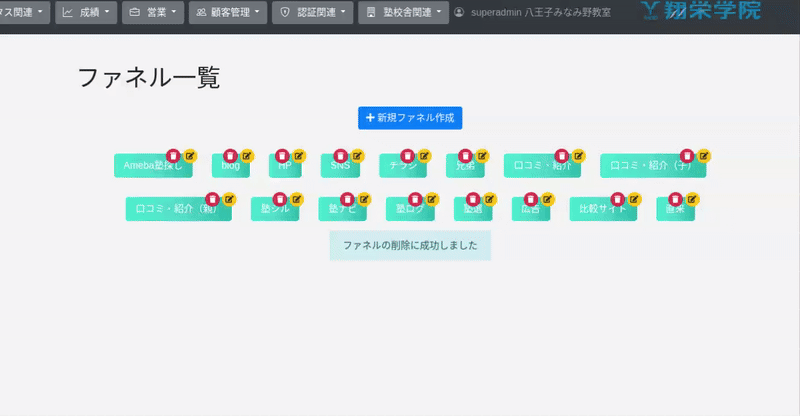 タス関連 成績 営業 顧客管理 認証関連 塾校舎関連 superadmin 八王子みなみ野教室 翔栄学院
ファネル一覧
新規ファネル作成
Ameba塾探し blog HP SNS チラシ 兄弟 口コミ・紹介 口コミ・紹介（子）
口コミ・紹介（親） 塾シル 塾ナビ 塾ログ 塾選 広告 比較サイト 直来
ファネルの削除に成功しました